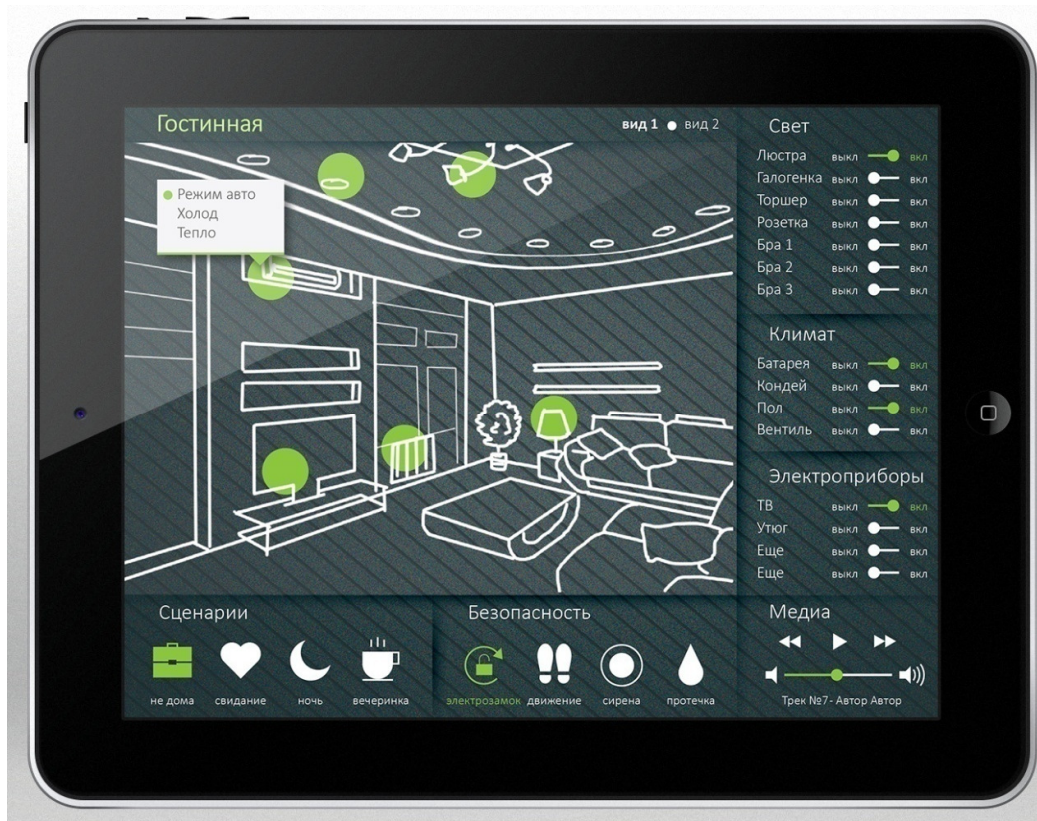 Гостинная
вид 1 вид 2
Режим авто
Холод
Тепло
Свет
Люстра выкл вкл
Галогенка выкл вкл
Торшер выкл вкл
Розетка выкл вкл
Бра 1 выкл вкл
Бра 2 выкл вкл
Бра 3 выкл вкл
Климат
Батарея выкл вкл
Кондей выкл вкл
Пол выкл вкл
Вентиль выкл вкл
Электроприборы
ТВ выкл вкл
Утюг выкл вкл
Еще выкл вкл
Еще выкл вкл
Сценарии
не дома свидание ночь вечеринка
Безопасность
электрозамок движение сирена протечка
Медиа
Трек №7- Автор Автор